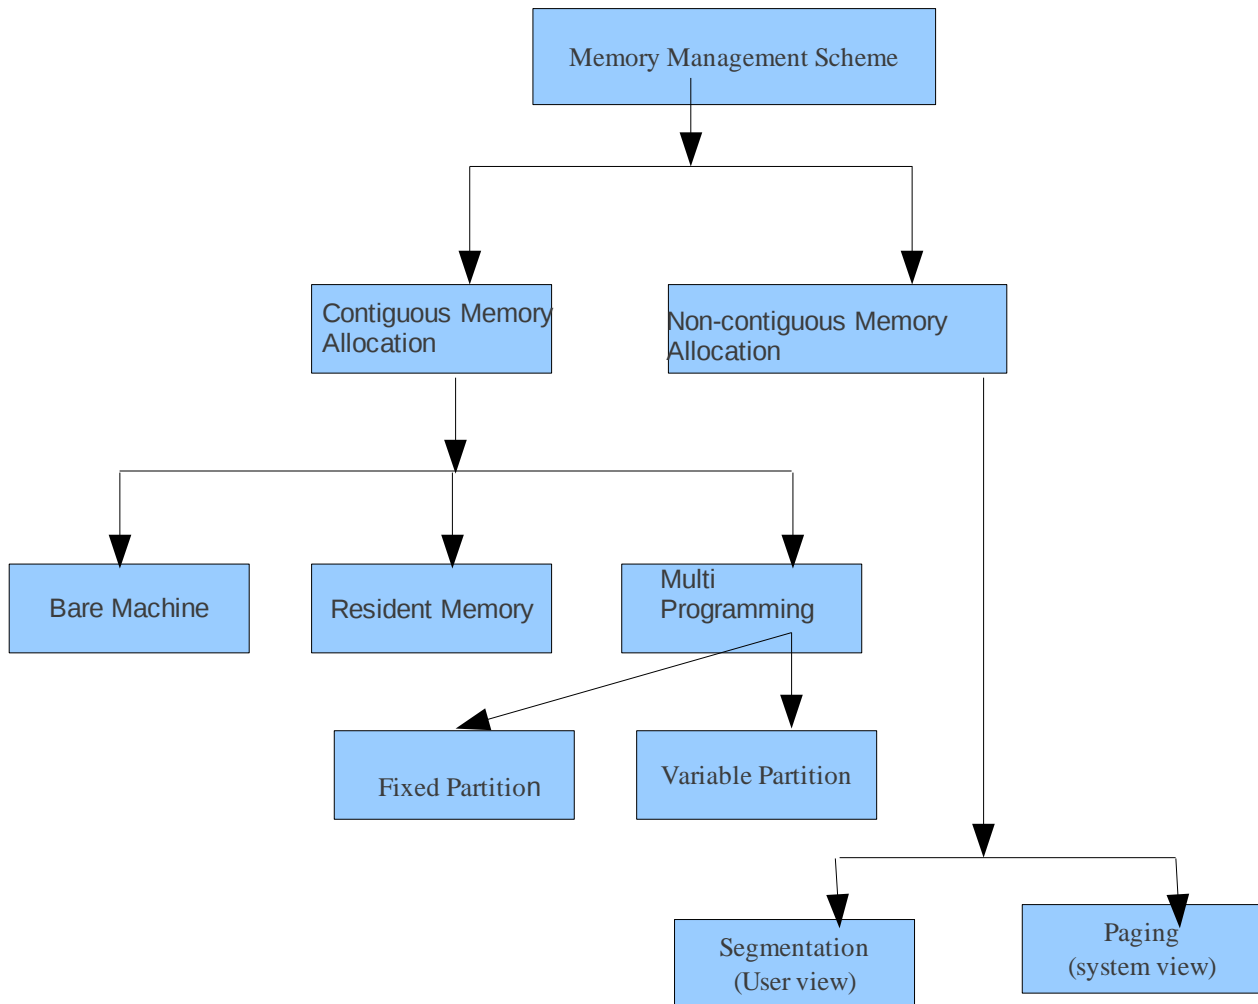 Memory Management Scheme
Contiguous Memory
Allocation
Non-contiguous Memory
Allocation
Bare Machine
Resident Memory
Multi
Programming
Fixed Partition
Variable Partition
Segmentation
(User view)
Paging
(system view)